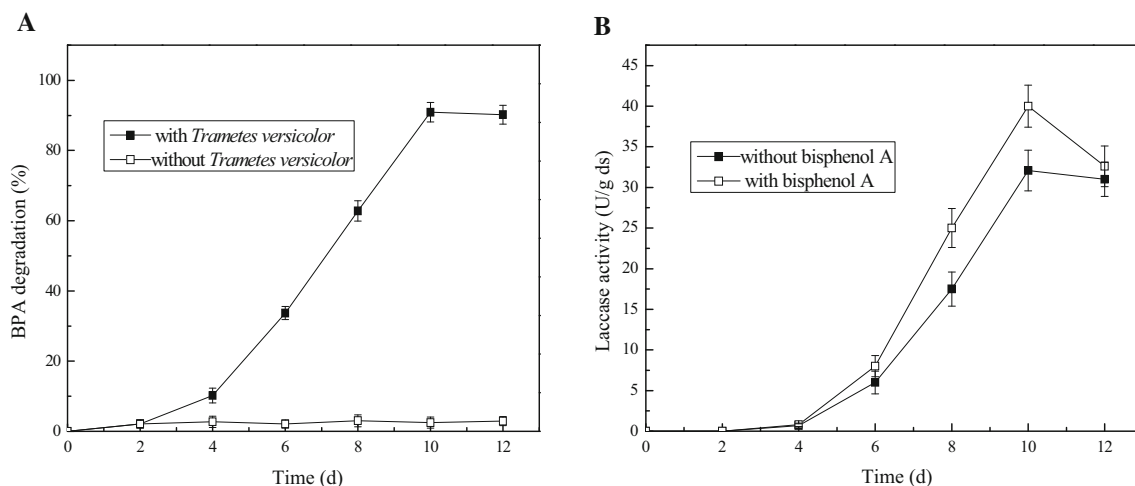 A
BPA degradation (%)
100
80
60
40
20
0
with Trametes versicolor
without Trametes versicolor
0 2 4 6 8 10 12
Time (d)
B
Laccase activity (U/g ds)
45
40
35
30
25
20
15
10
5
0
without bisphenol A
with bisphenol A
0 2 4 6 8 10 12
Time (d)